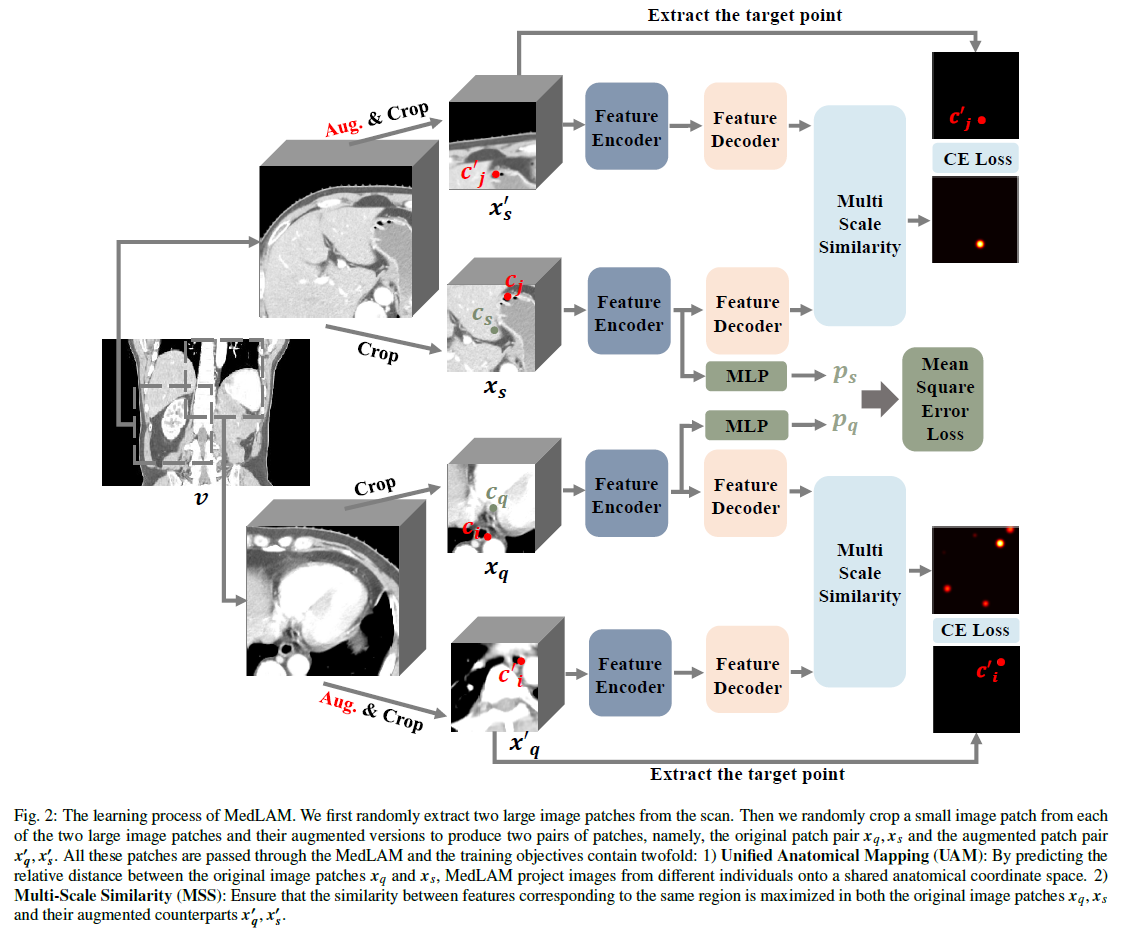 Extract the target point
Aug. & Crop
c'j
x's
Feature
Encoder
Feature
Decoder
Multi
Scale
Similarity
c'j
CE Loss
Crop
cj
cs
xs
Feature
Encoder
Feature
Decoder
MLP
ps
Mean
Square
Error
Loss
v
Crop
cq
ci
xq
Feature
Encoder
MLP
pq
Feature
Decoder
Multi
Scale
Similarity
CE Loss
c'i
Aug. & Crop
c'i
x'q
Feature
Encoder
Feature
Decoder
Extract the target point
Fig. 2: The learning process of MedLAM. We first randomly extract two large image patches from the scan. Then we randomly crop a small image patch from each
of the two large image patches and their augmented versions to produce two pairs of patches, namely, the original patch pair xq, xs and the augmented patch pair
x'q, x's. All these patches are passed through the MedLAM and the training objectives contain twofold: 1) Unified Anatomical Mapping (UAM): By predicting the
relative distance between the original image patches xq and xs, MedLAM project images from different individuals onto a shared anatomical coordinate space. 2)
Multi-Scale Similarity (MSS): Ensure that the similarity between features corresponding to the same region is maximized in both the original image patches xq, xs
and their augmented counterparts x'q, x's.